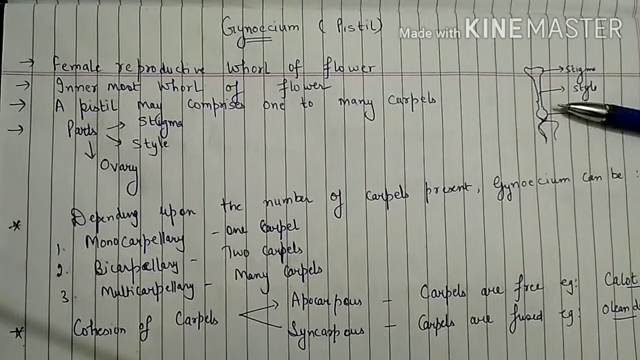 Gynoecium ( Pistil)
Made with KINEMASTER
→ Female reproductive whorl of flower
→ Inner most whorl of flower
→ A pistil may comprises one to many carpels
→ Parts → Stigma
→ Style
↓ Ovary
→ Stigma
→ Style
* Depending upon the number of carpels present, Gynoecium can be :
1. Monocarpellary - one carpel
2. Bicarpellary - Two carpels
3. Multicarpellary - Many carpels
* Cohesion of Carpels
→ Apocarpous - Carpels are free eg:
→ Syncarpous - Carpels are fused eg: